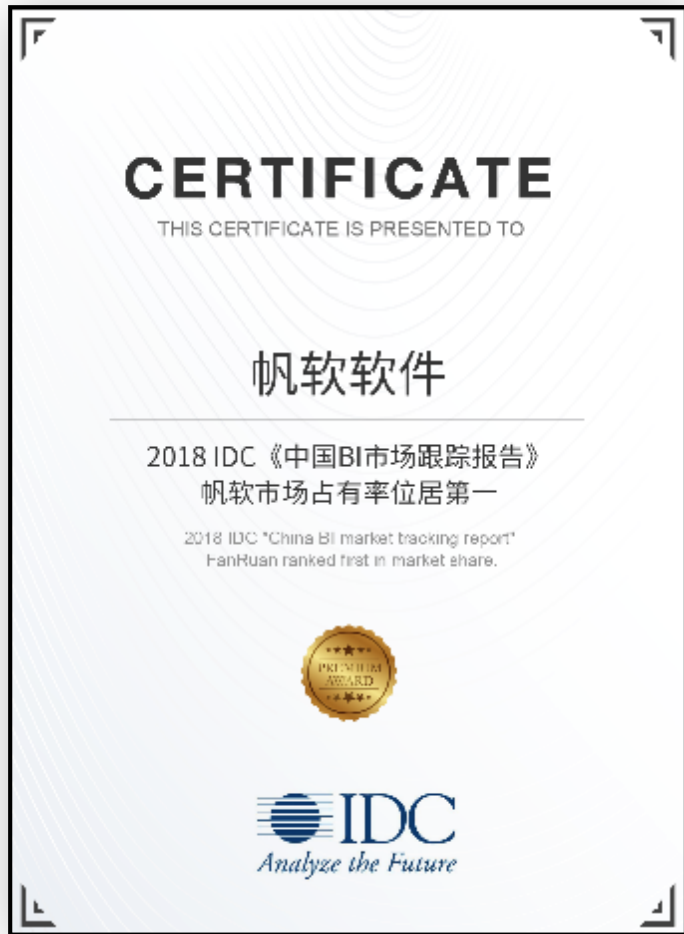 CERTIFICATE
THIS CERTIFICATE IS PRESENTED TO
帆软软件
2018 IDC《中国BI市场跟踪报告》
帆软市场占有率位居第一
2018 IDC "China BI market tracking report"
FanRuan ranked first in market share.
PREMIUM
AWARD
IDC
Analyze the Future